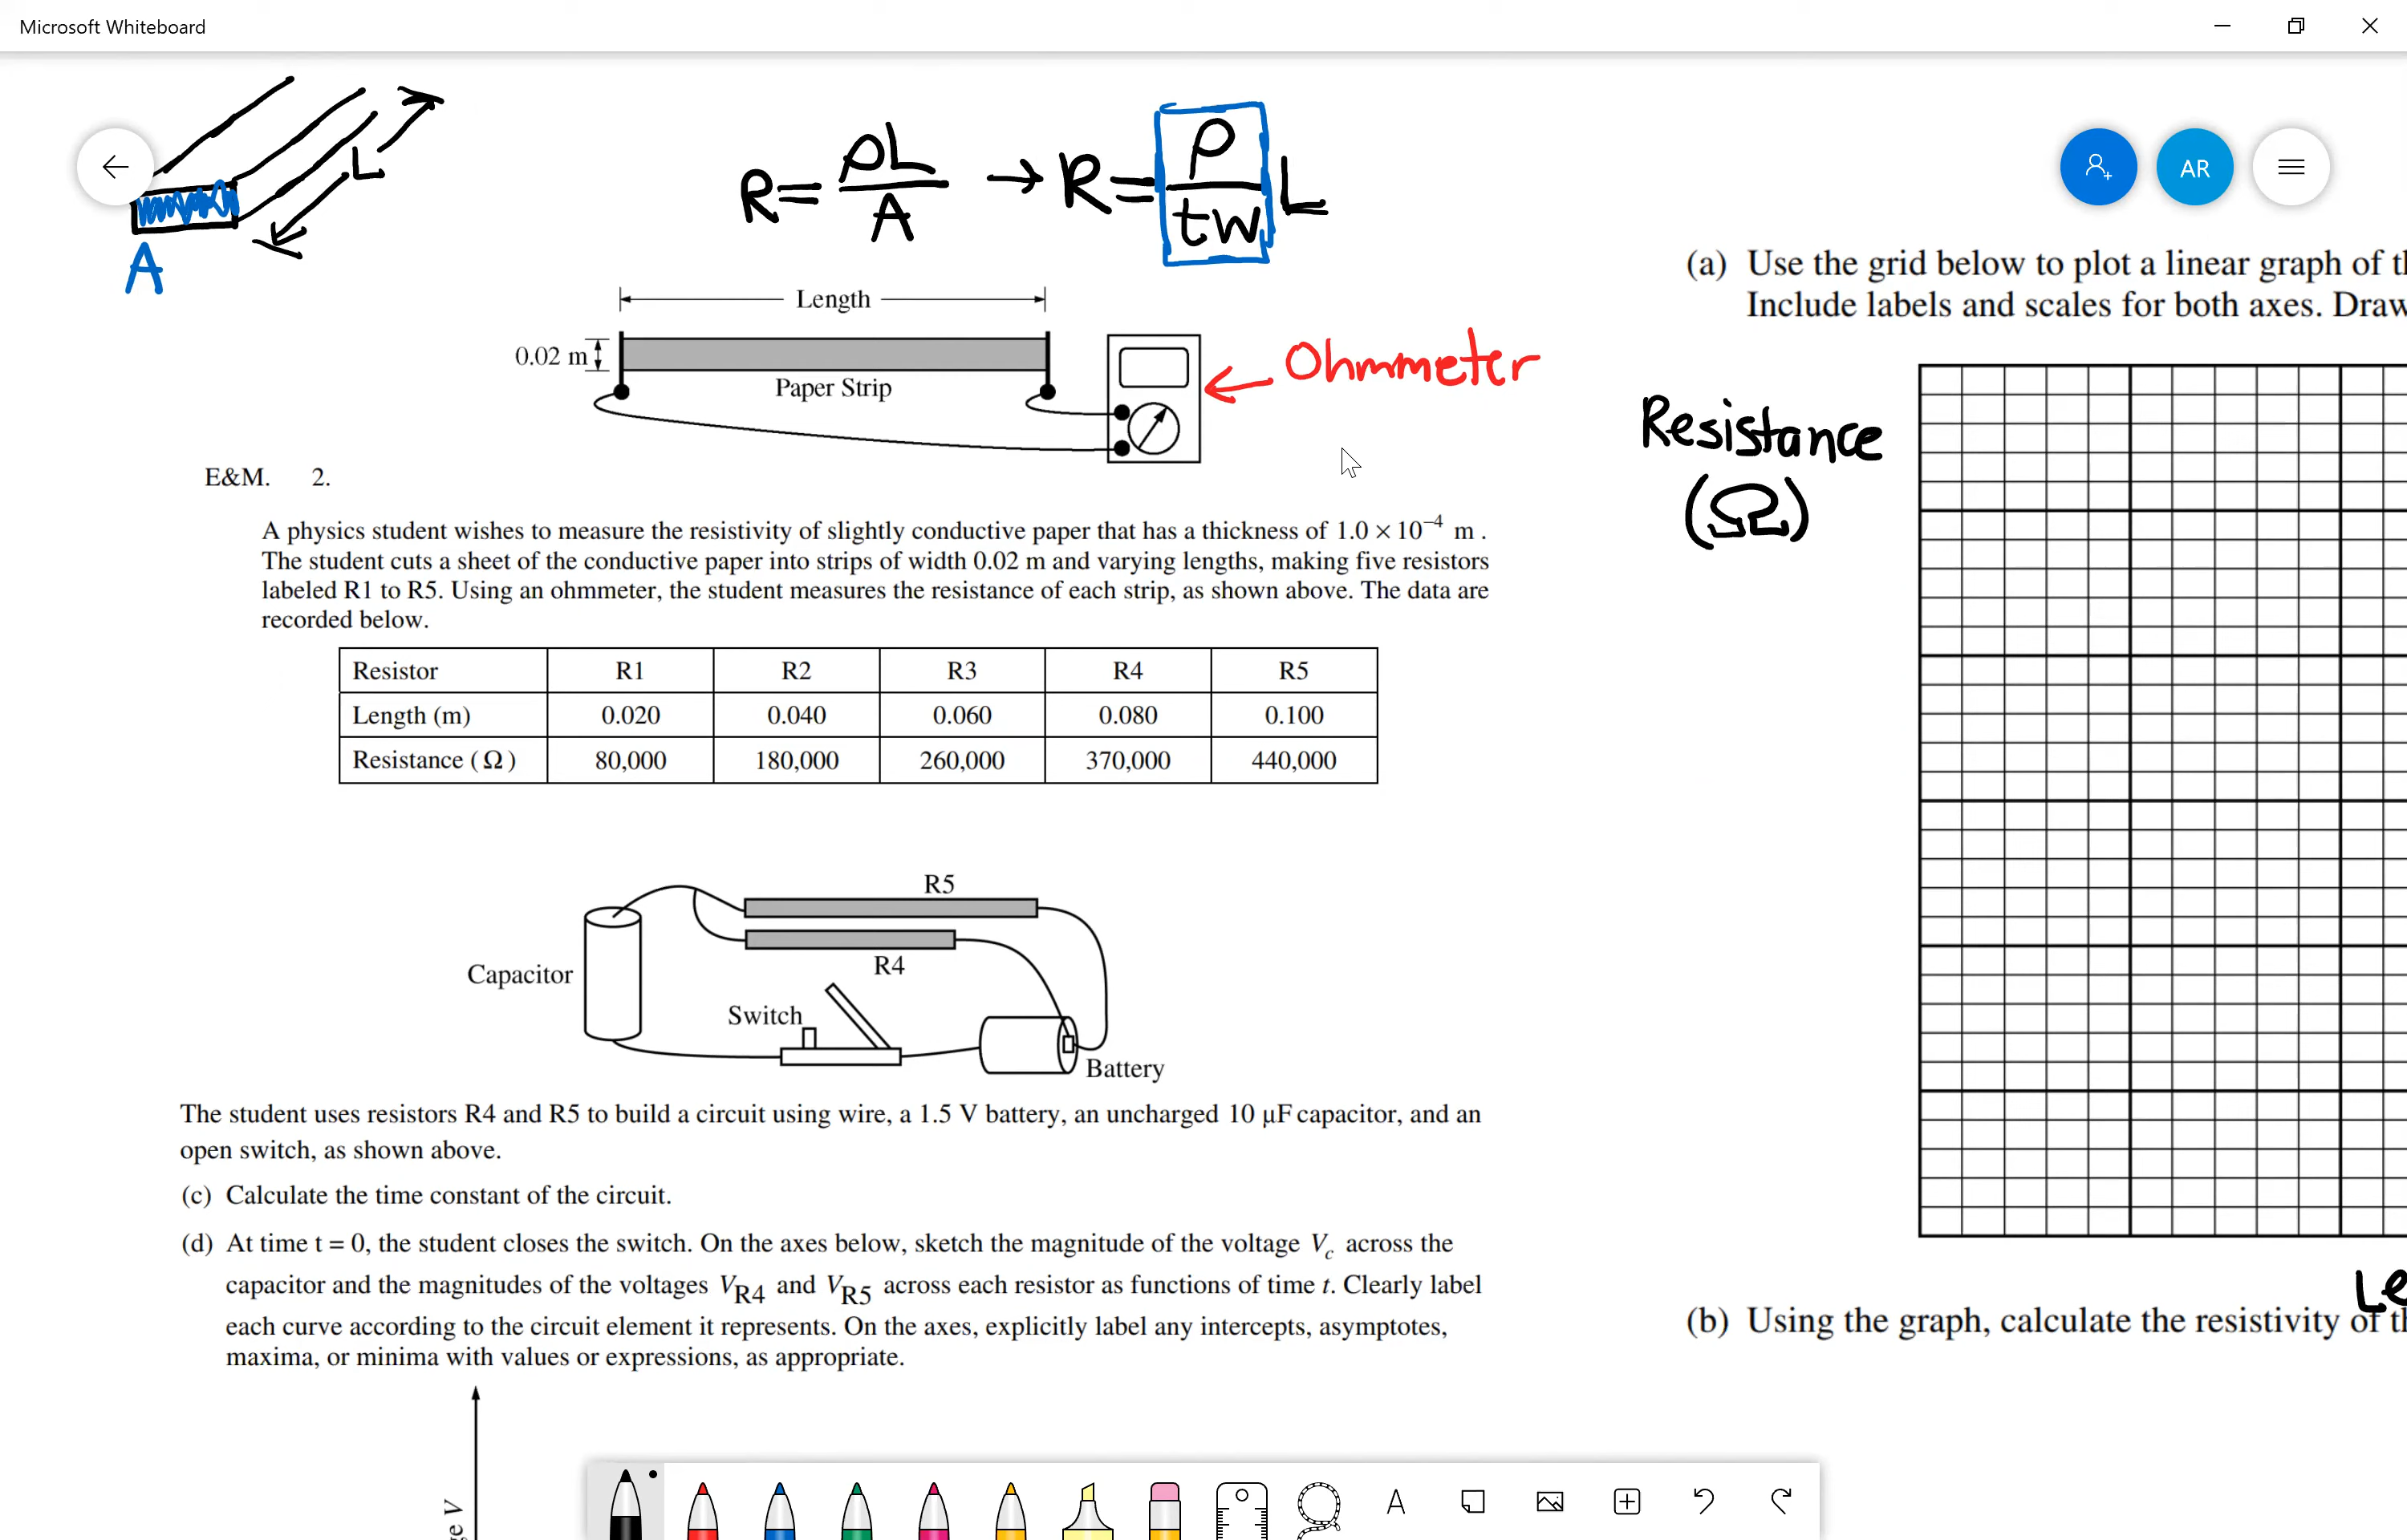 Microsoft Whiteboard
L
A
R = ρL/A → R = ρ/tw L
AR
Length
0.02 m
Paper Strip
Ohmmeter
E&M. 2.
A physics student wishes to measure the resistivity of slightly conductive paper that has a thickness of 1.0 × 10⁻⁴ m .
The student cuts a sheet of the conductive paper into strips of width 0.02 m and varying lengths, making five resistors
labeled R1 to R5. Using an ohmmeter, the student measures the resistance of each strip, as shown above. The data are
recorded below.
Resistor R1 R2 R3 R4 R5
Length (m) 0.020 0.040 0.060 0.080 0.100
Resistance ( Ω ) 80,000 180,000 260,000 370,000 440,000
R5
R4
Capacitor
Switch
Battery
The student uses resistors R4 and R5 to build a circuit using wire, a 1.5 V battery, an uncharged 10 μF capacitor, and an
open switch, as shown above.
(c) Calculate the time constant of the circuit.
(d) At time t = 0, the student closes the switch. On the axes below, sketch the magnitude of the voltage Vc across the
capacitor and the magnitudes of the voltages VR4 and VR5 across each resistor as functions of time t. Clearly label
each curve according to the circuit element it represents. On the axes, explicitly label any intercepts, asymptotes,
maxima, or minima with values or expressions, as appropriate.
(a) Use the grid below to plot a linear graph of
Include labels and scales for both axes. Draw
Resistance
(Ω)
(b) Using the graph, calculate the resistivity of
A